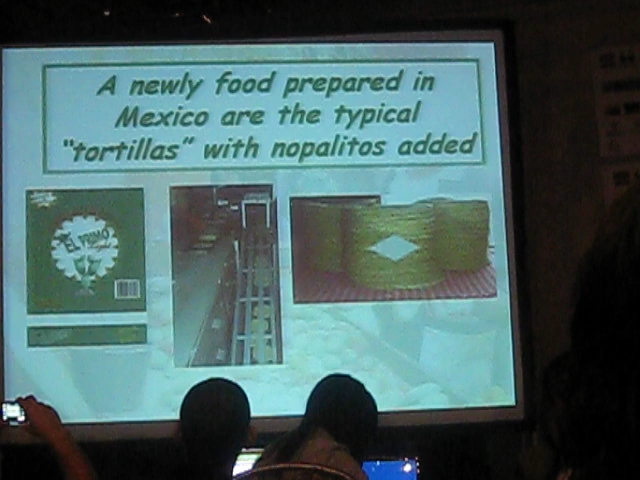 A newly food prepared in
Mexico are the typical
"tortillas" with nopalitos added
EL PRIMO